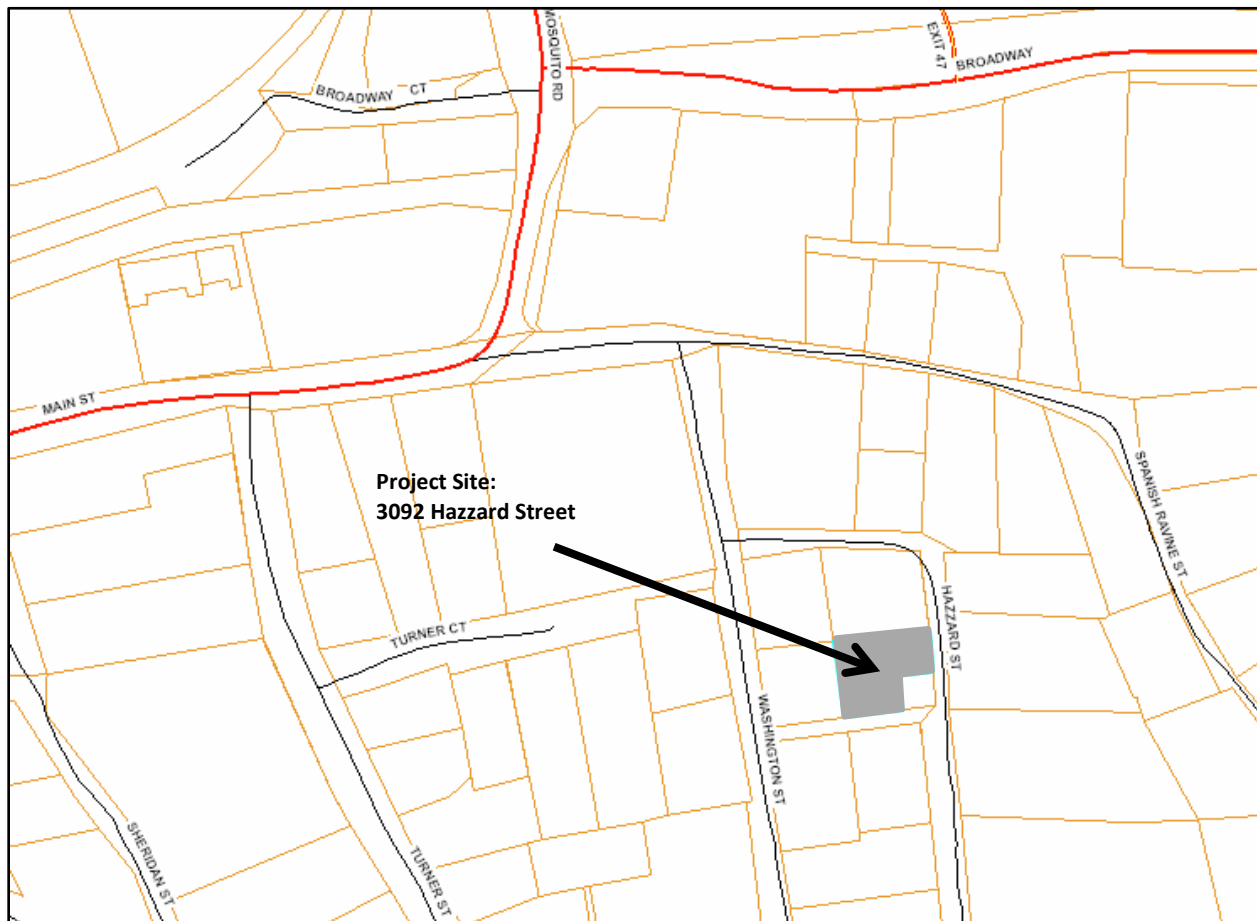 MOSQUITO RD
EXIT 47
BROADWAY
BROADWAY CT
MAIN ST
Project Site:
3092 Hazzard Street
SPANISH RAVINE ST
HAZZARD ST
TURNER CT
WASHINGTON ST
SHERIDAN ST
TURNER ST